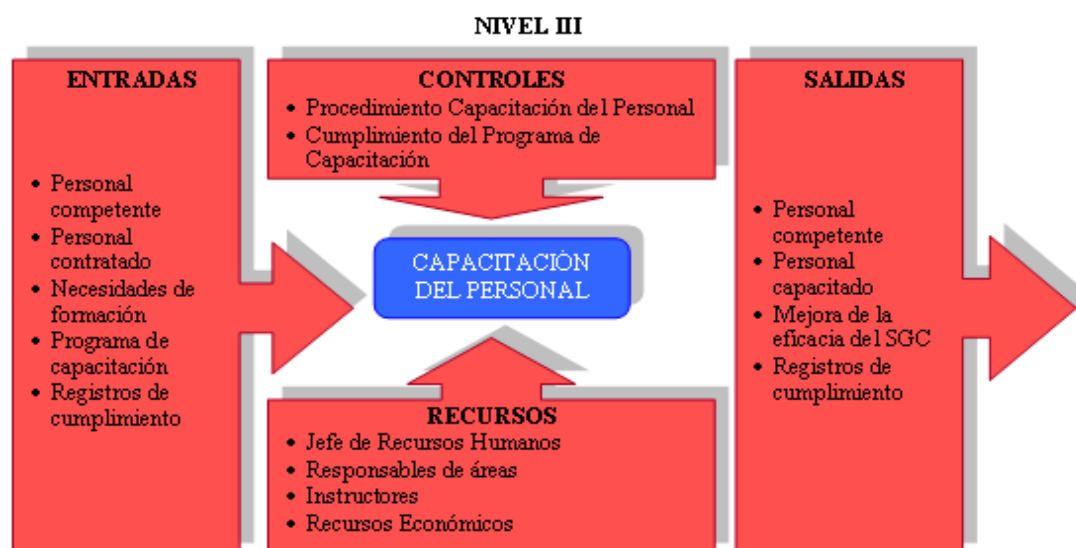 NIVEL III
ENTRADAS
• Personal
competente
• Personal
contratado
• Necesidades de
formación
• Programa de
capacitación
• Registros de
cumplimiento
CONTROLES
• Procedimiento Capacitación del Personal
• Cumplimiento del Programa de
Capacitación
CAPACITACIÓN
DEL PERSONAL
RECURSOS
• Jefe de Recursos Humanos
• Responsables de áreas
• Instructores
• Recursos Económicos
SALIDAS
• Personal
competente
• Personal
capacitado
• Mejora de la
eficacia del SGC
• Registros de
cumplimiento